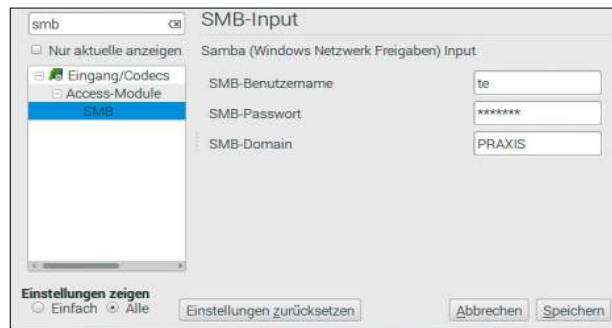 smb
SMB-Input
Nur aktuelle anzeigen
Samba (Windows Netzwerk Freigaben) Input
Eingang/Codecs
Access-Module
SMB
SMB-Benutzername
te
SMB-Passwort
*******
SMB-Domain
PRAXIS
Einstellungen zeigen
Einfach
Alle
Einstellungen zurücksetzen
Abbrechen
Speichern